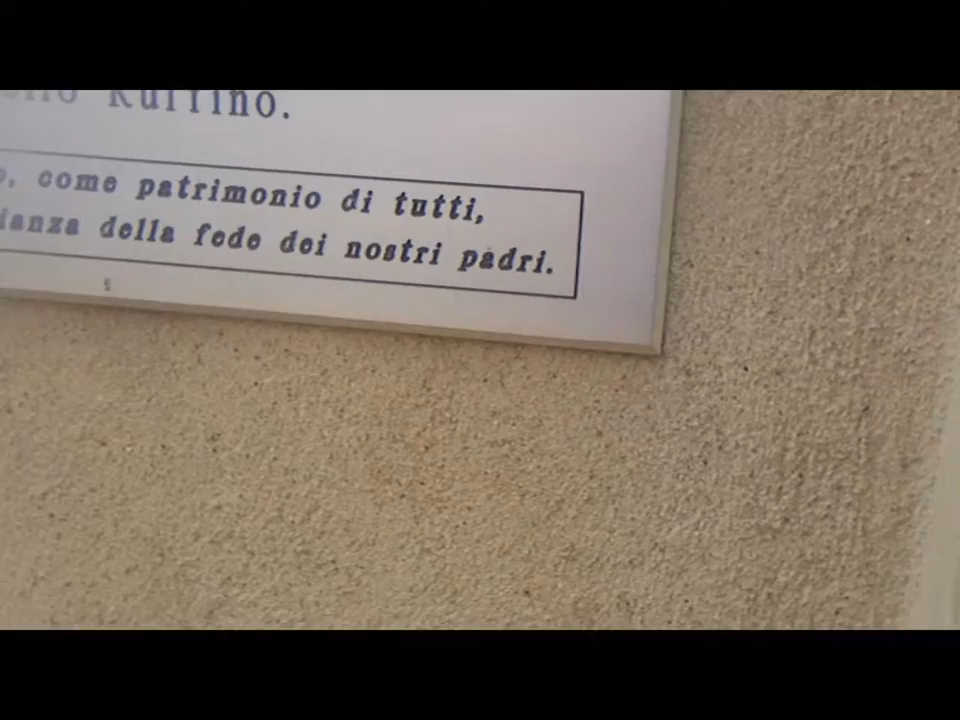 Ruffino.
come patrimonio di tutti,
della fede dei nostri padri.